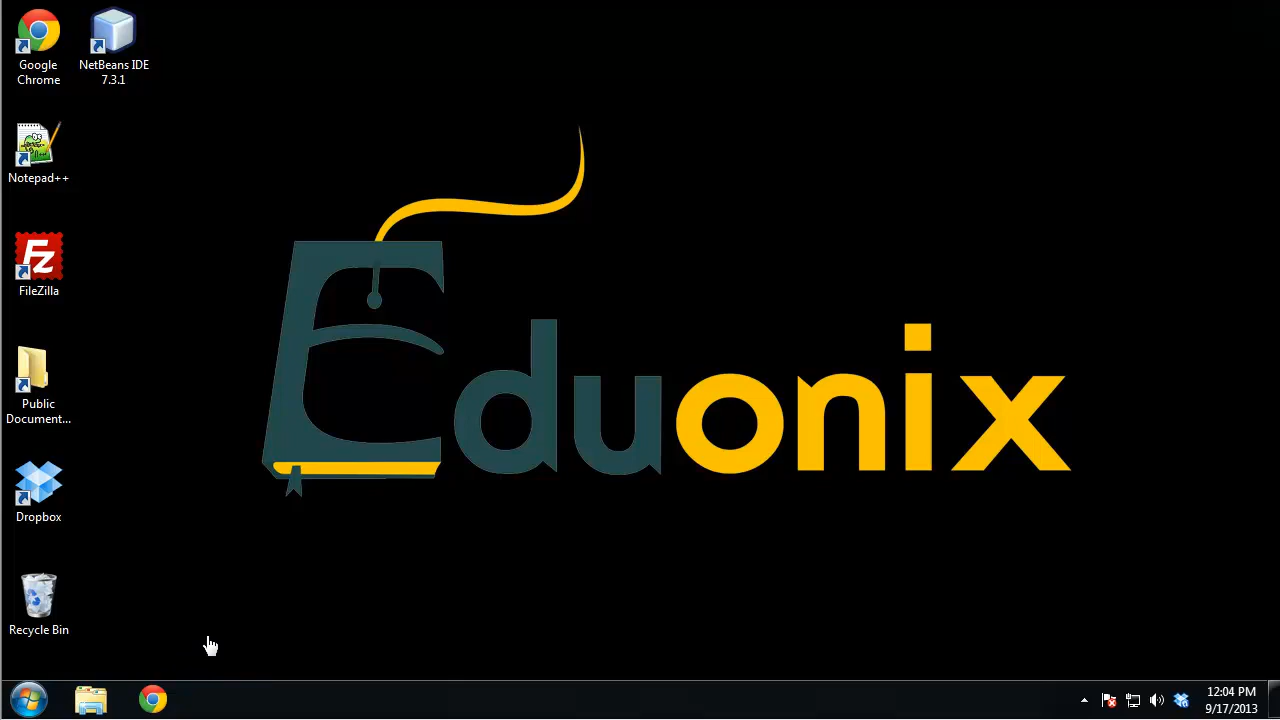 Google
Chrome
NetBeans IDE
7.3.1
Notepad++
Fz
FileZilla
Public
Document...
Dropbox
Recycle Bin
Eduonix
12:04 PM
9/17/2013